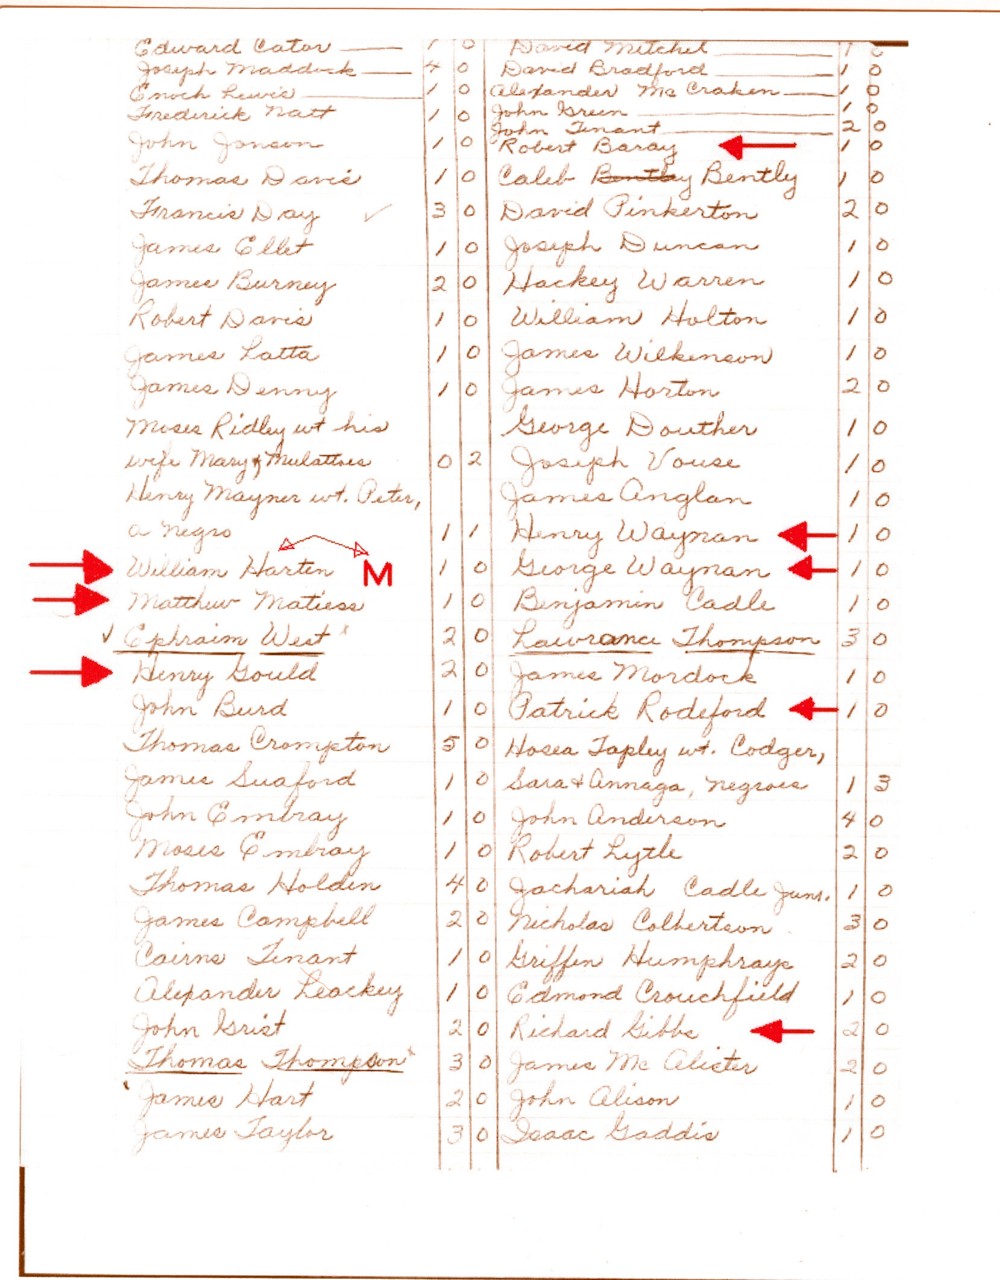 Edward Cator 1 0
Joseph Maddock 4 0
Enoch Lewis 1 0
Frederick Natt 1 0
John Jonson 1 0
Thomas Davis 1 0
Francis Day 3 0
James Ellet 1 0
James Burney 2 0
Robert Davis 1 0
James Latta 1 0
James Denny 1 0
Moses Ridley wt his
wife Mary & Mulattoes 0 2
Henry Mayner wt. Peter,
a negro 1 1
William Harten M 1 0
Matthew Matiess 1 0
Ephraim West 2 0
Henry Gould 2 0
John Burd 1 0
Thomas Crompton 5 0
James Suaford 1 0
John Embray 1 0
Moses Embray 1 0
Thomas Holden 4 0
James Campbell 2 0
Cairns Tenant 1 0
Alexander Leackey 1 0
John Grist 2 0
Thomas Thompson 3 0
James Hart 2 0
James Taylor 3 0
David Mitchel 1 0
David Bradford 1 0
Alexander Mc Craken 1 0
John Green 1 0
John Tenant 2 0
Robert Baray 1 0
Caleb Bentley Bently 1 0
David Pinkerton 2 0
Joseph Duncan 1 0
Hackey Warren 1 0
William Holton 1 0
James Wilkenson 1 0
James Horton 2 0
George Douther 1 0
Joseph Vouse 1 0
James Anglan 1 0
Henry Wayman 1 0
George Waynan 1 0
Benjamin Cadle 1 0
Lawrance Thompson 3 0
James Mordock 1 0
Patrick Rodeford 1 0
Hosea Tapley wt. Codger,
Sara & Annaga, negroes 1 3
John Anderson 4 0
Robert Lytle 2 0
Zachariah Cadle Junr. 1 0
Nicholas Colbertson 3 0
Griffen Humphrays 2 0
Edmond Crouchfield 1 0
Richard Gibbs 2 0
James Mc Alister 2 0
John Alison 1 0
Isaac Gaddis 1 0